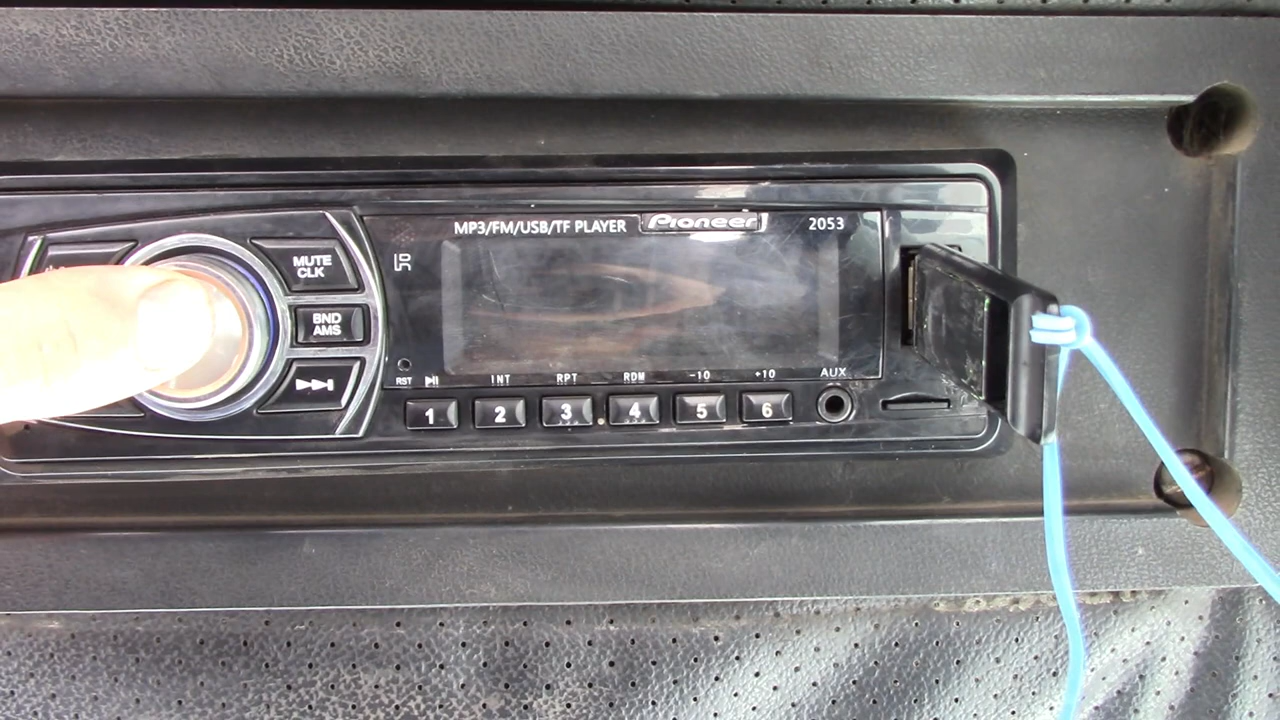 MP3/FM/USB/TF PLAYER Pioneer 2053
MUTE
CLK
BND
AMS
RST INT RPT RDM -10 +10 AUX
1 2 3 4 5 6